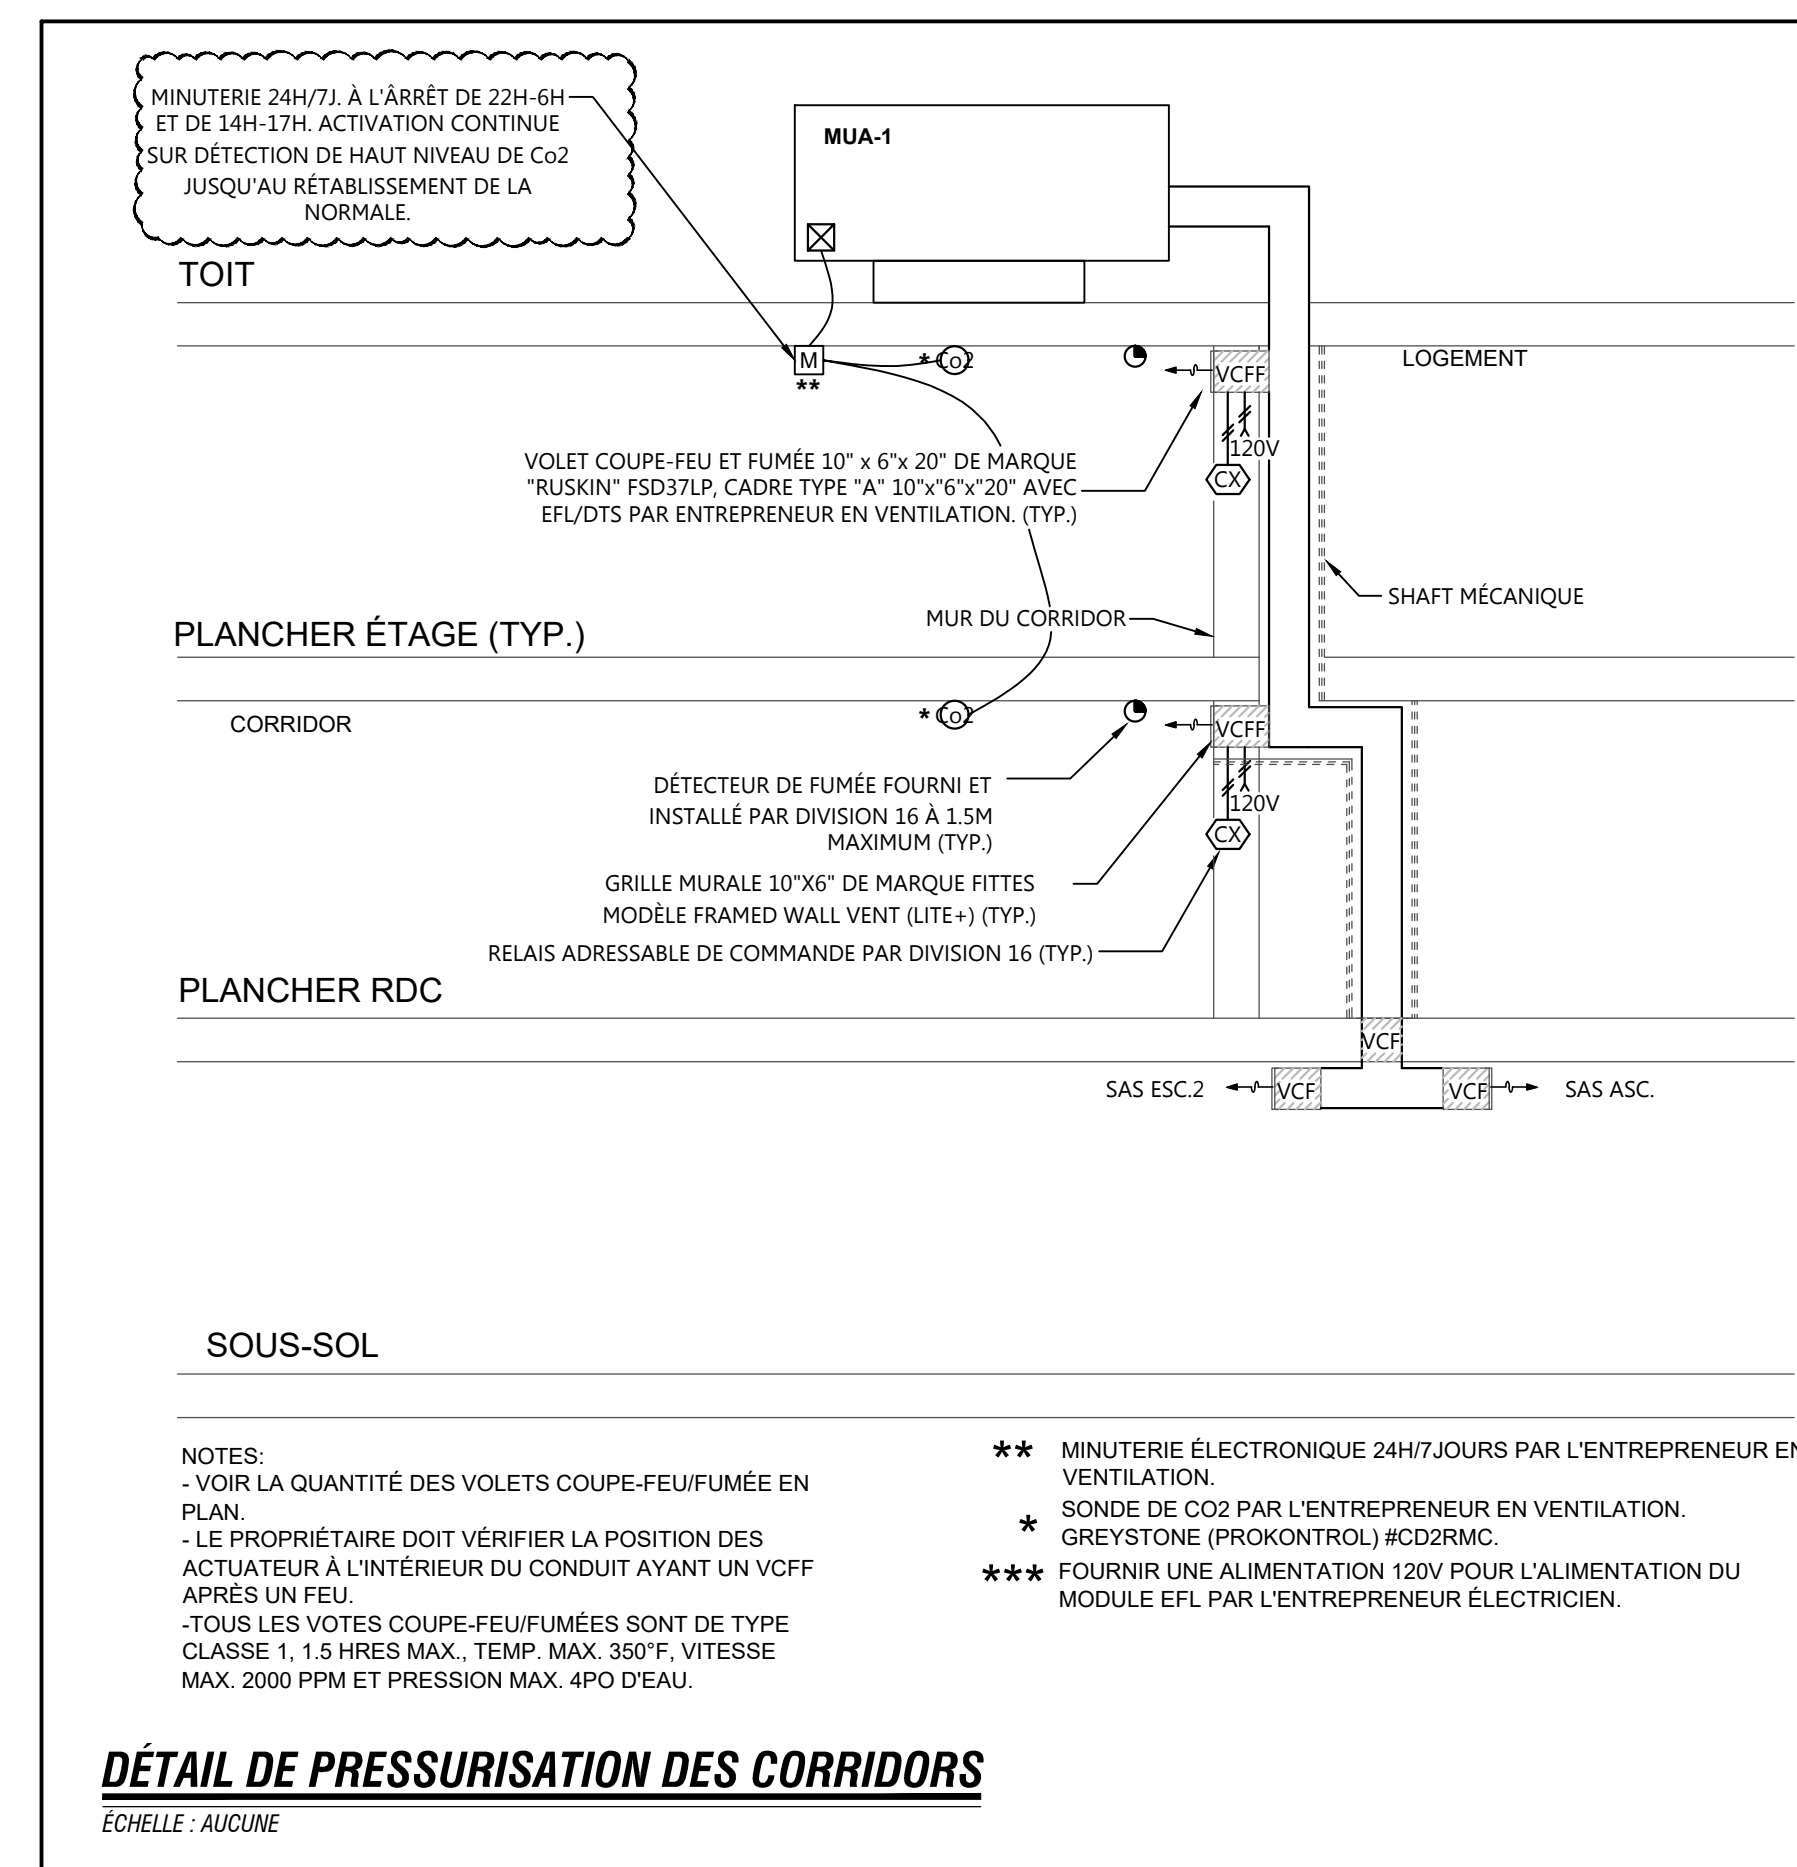 MINUTERIE 24H/7J. À L'ÂRRÊT DE 22H-6H
ET DE 14H-17H. ACTIVATION CONTINUE
SUR DÉTECTION DE HAUT NIVEAU DE Co2
JUSQU'AU RÉTABLISSEMENT DE LA
NORMALE.
MUA-1
TOIT
M
**
* Co2
VCFF
LOGEMENT
120V
CX
VOLET COUPE-FEU ET FUMÉE 10" x 6"x 20" DE MARQUE
"RUSKIN" FSD37LP, CADRE TYPE "A" 10"x"6"x"20" AVEC
EFL/DTS PAR ENTREPRENEUR EN VENTILATION. (TYP.)
SHAFT MÉCANIQUE
MUR DU CORRIDOR
PLANCHER ÉTAGE (TYP.)
CORRIDOR
* Co2
VCFF
120V
CX
DÉTECTEUR DE FUMÉE FOURNI ET
INSTALLÉ PAR DIVISION 16 À 1.5M
MAXIMUM (TYP.)
GRILLE MURALE 10"X6" DE MARQUE FITTES
MODÈLE FRAMED WALL VENT (LITE+) (TYP.)
RELAIS ADRESSABLE DE COMMANDE PAR DIVISION 16 (TYP.)
PLANCHER RDC
VCF
SAS ESC.2
VCF
VCF
SAS ASC.
SOUS-SOL
NOTES:
- VOIR LA QUANTITÉ DES VOLETS COUPE-FEU/FUMÉE EN
PLAN.
- LE PROPRIÉTAIRE DOIT VÉRIFIER LA POSITION DES
ACTUATEUR À L'INTÉRIEUR DU CONDUIT AYANT UN VCFF
APRÈS UN FEU.
-TOUS LES VOTES COUPE-FEU/FUMÉES SONT DE TYPE
CLASSE 1, 1.5 HRES MAX., TEMP. MAX. 350°F, VITESSE
MAX. 2000 PPM ET PRESSION MAX. 4PO D'EAU.
** MINUTERIE ÉLECTRONIQUE 24H/7JOURS PAR L'ENTREPRENEUR EN
VENTILATION.
* SONDE DE CO2 PAR L'ENTREPRENEUR EN VENTILATION.
GREYSTONE (PROKONTROL) #CD2RMC.
*** FOURNIR UNE ALIMENTATION 120V POUR L'ALIMENTATION DU
MODULE EFL PAR L'ENTREPRENEUR ÉLECTRICIEN.
DÉTAIL DE PRESSURISATION DES CORRIDORS
ÉCHELLE : AUCUNE